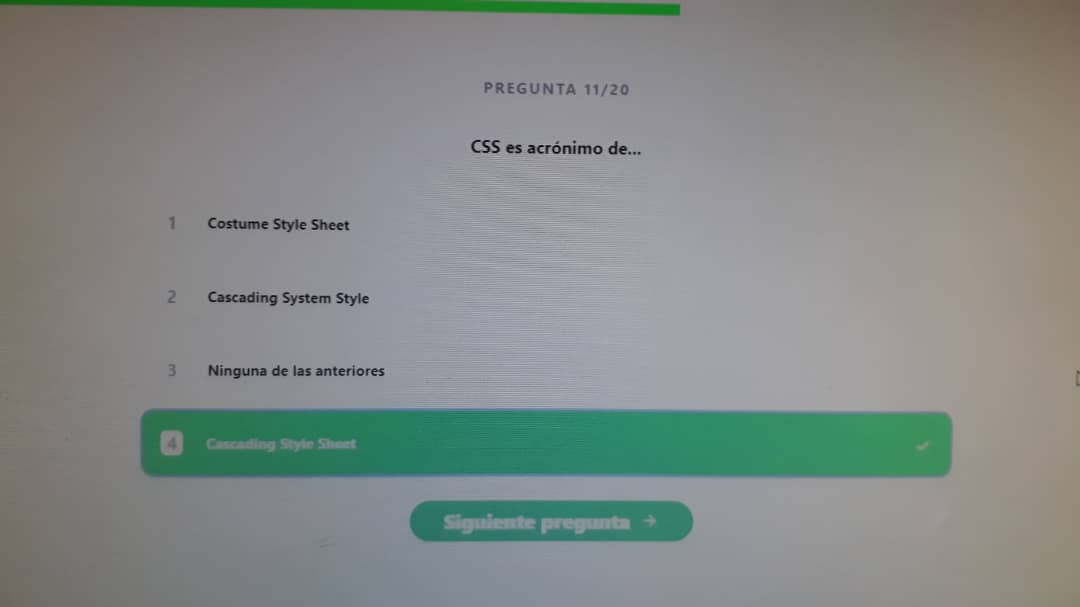 PREGUNTA 11/20
CSS es acrónimo de...
1 Costume Style Sheet
2 Cascading System Style
3 Ninguna de las anteriores
4 Cascading Style Sheet
Siguiente pregunta →